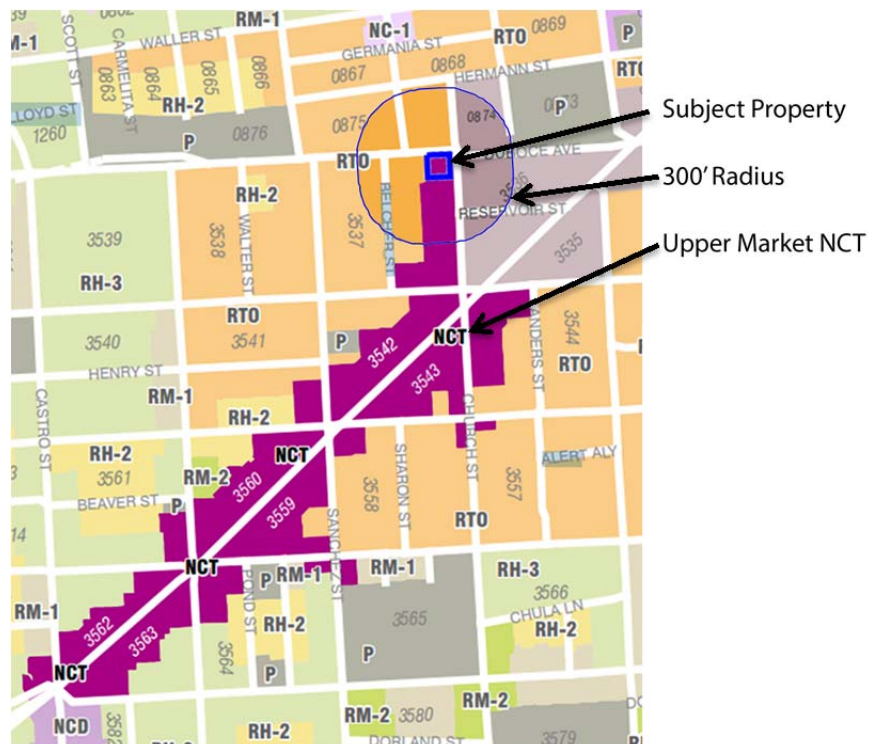 RM-1
NC-1
RTO
0869
P
M-1
WALLER ST
GERMANIA ST
SCOTT ST
CARMELITA ST
0863
0864
0865
0866
0867
0868
HERMANN ST
RTO
LLOYD ST
1260
RH-2
P
0876
0875
0874
0873
P
Subject Property
RTO
DUBOCE AVE
RH-2
BELCHER ST
3536
300' Radius
RESERVOIR ST
3539
3538
WALTER ST
3537
3535
Upper Market NCT
RH-3
RTO
3540
3541
P
3542
NCT
3543
SANDERS ST
3544
RTO
HENRY ST
RM-1
CASTRO ST
RH-2
RH-2
3561
RM-2
NCT
3560
3559
SHARON ST
CHURCH ST
ALERT ALY
BEAVER ST
P
3558
3557
14
SANCHEZ ST
RTO
NCT
P
RM-1
RM-1
RH-3
3566
RM-1
POND ST
CHULA LN
3562
3563
RH-2
3565
RH-2
3564
P
P
NCT
NCD
3582
RH-2
RM-2
3580
RM-2
DORLAND ST
3579